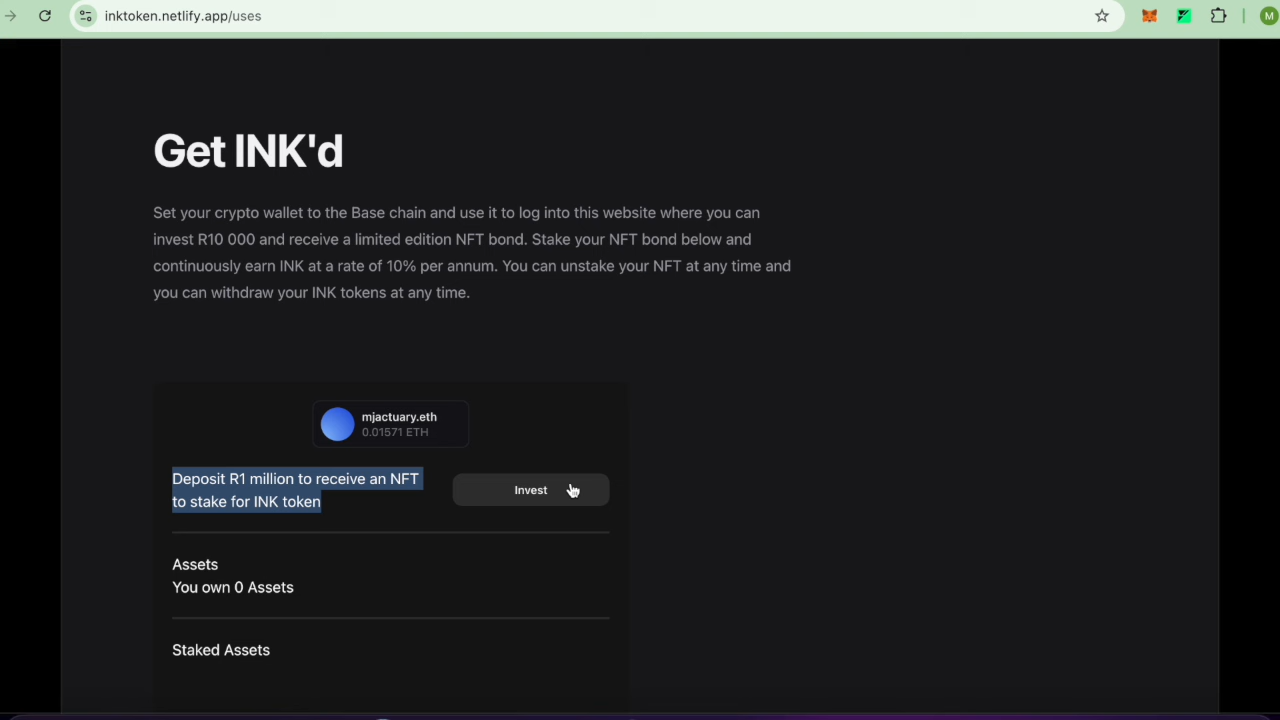 inktoken.netlify.app/uses
M
Get INK'd
Set your crypto wallet to the Base chain and use it to log into this website where you can
invest R10 000 and receive a limited edition NFT bond. Stake your NFT bond below and
continuously earn INK at a rate of 10% per annum. You can unstake your NFT at any time and
you can withdraw your INK tokens at any time.
mjactuary.eth
0.01571 ETH
Deposit R1 million to receive an NFT
to stake for INK token
Invest
Assets
You own 0 Assets
Staked Assets